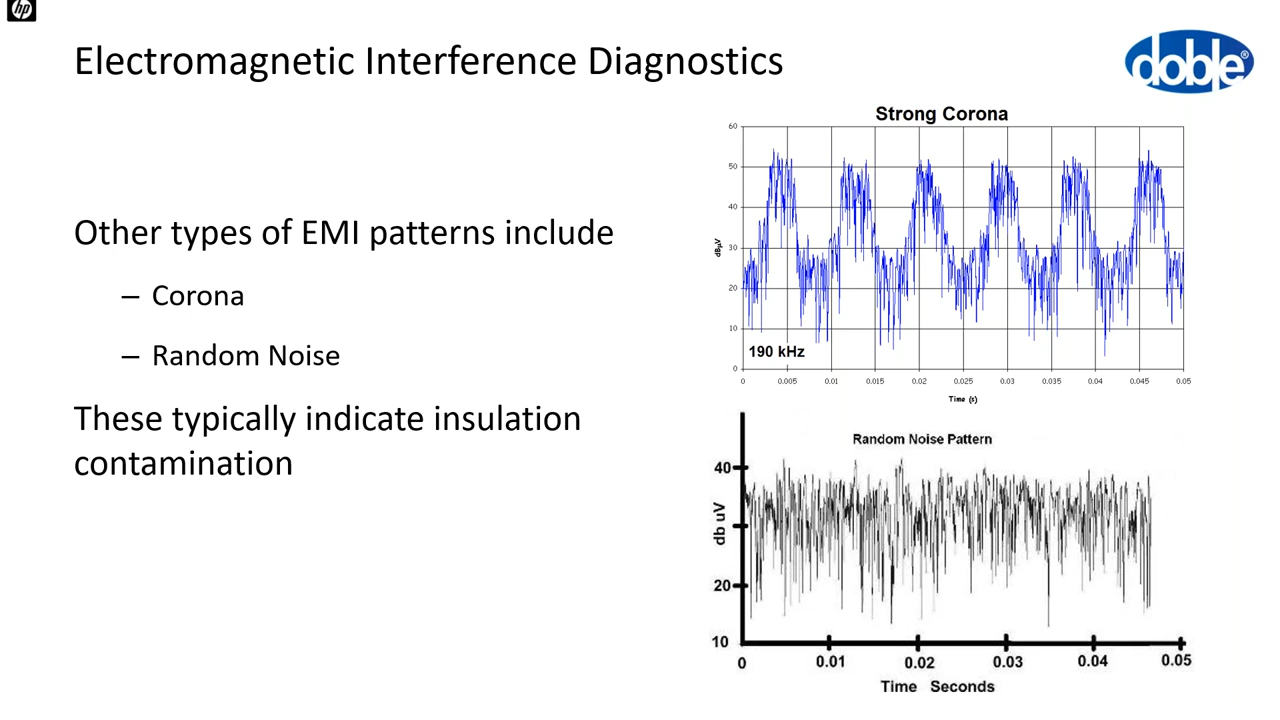 hp
Electromagnetic Interference Diagnostics
doble®
Other types of EMI patterns include
– Corona
– Random Noise
These typically indicate insulation
contamination
Strong Corona
60
50
40
30
20
10
0
dBµV
190 kHz
0 0.005 0.01 0.015 0.02 0.025 0.03 0.035 0.04 0.045 0.05
Time (s)
Random Noise Pattern
40
20
10
db uV
0 0.01 0.02 0.03 0.04 0.05
Time Seconds